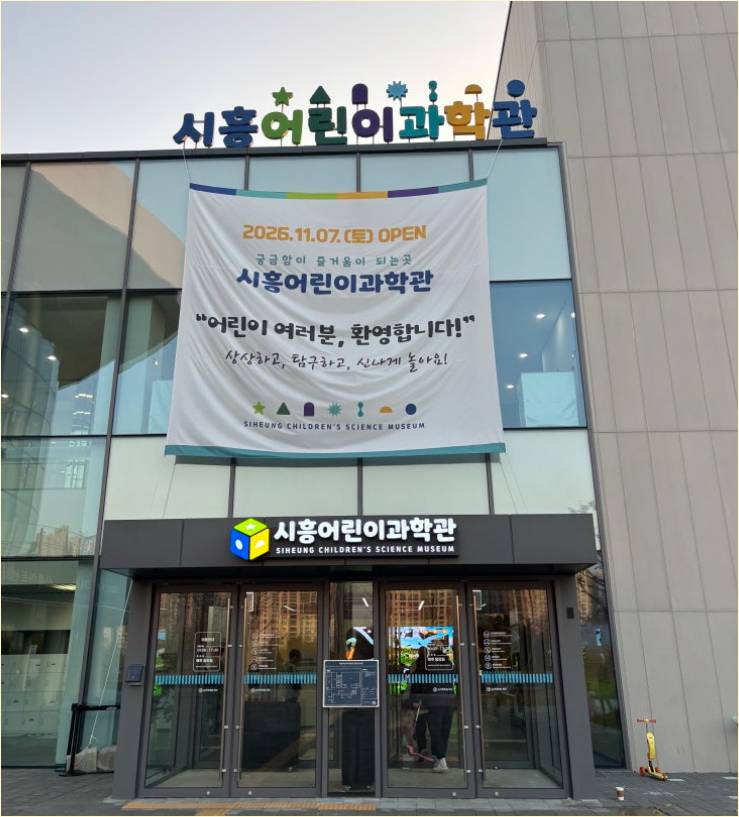 시흥어린이과학관
2026.11.07.(토) OPEN
궁금함이 즐거움이 되는곳
시흥어린이과학관
“어린이 여러분, 환영합니다!”
상상하고, 탐구하고, 신나게 놀아요!
SIHEUNG CHILDREN'S SCIENCE MUSEUM
시흥어린이과학관
SIHEUNG CHILDREN'S SCIENCE MUSEUM